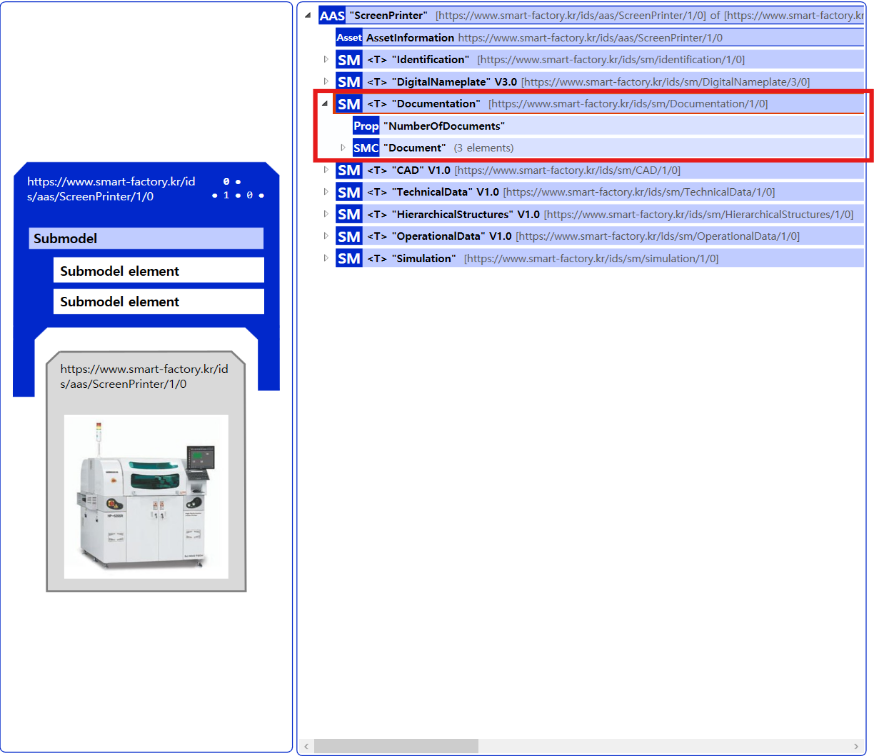 https://www.smart-factory.kr/id
s/aas/ScreenPrinter/1/0
0
1 0
Submodel
Submodel element
Submodel element
https://www.smart-factory.kr/id
s/aas/ScreenPrinter/1/0
AAS "ScreenPrinter" [https://www.smart-factory.kr/ids/aas/ScreenPrinter/1/0] of [https://www.smart-factory.kr
Asset AssetInformation https://www.smart-factory.kr/ids/aas/ScreenPrinter/1/0
SM <T> "Identification" [https://www.smart-factory.kr/ids/sm/identification/1/0]
SM <T> "DigitalNameplate" V3.0 [https://www.smart-factory.kr/ids/sm/DigitalNameplate/3/0]
SM <T> "Documentation" [https://www.smart-factory.kr/ids/sm/Documentation/1/0]
Prop "NumberOfDocuments"
SMC "Document" (3 elements)
SM <T> "CAD" V1.0 [https://www.smart-factory.kr/ids/sm/CAD/1/0]
SM <T> "TechnicalData" V1.0 [https://www.smart-factory.kr/ids/sm/TechnicalData/1/0]
SM <T> "HierarchicalStructures" V1.0 [https://www.smart-factory.kr/ids/sm/HierarchicalStructures/1/0]
SM <T> "OperationalData" V1.0 [https://www.smart-factory.kr/ids/sm/OperationalData/1/0]
SM <T> "Simulation" [https://www.smart-factory.kr/ids/sm/simulation/1/0]